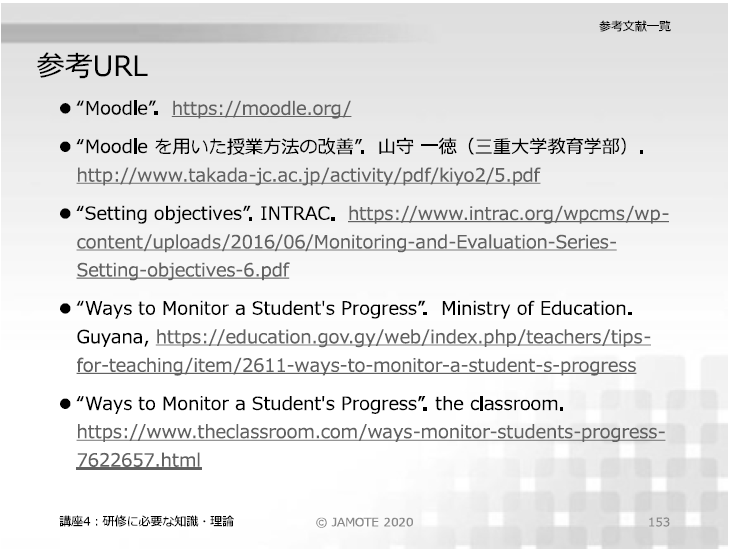 参考文献一覧
参考URL
● “Moodle”. https://moodle.org/
● “Moodle を用いた授業方法の改善”. 山守 一徳（三重大学教育学部）.
http://www.takada-jc.ac.jp/activity/pdf/kiyo2/5.pdf
● “Setting objectives”. INTRAC. https://www.intrac.org/wpcms/wp-
content/uploads/2016/06/Monitoring-and-Evaluation-Series-
Setting-objectives-6.pdf
● “Ways to Monitor a Student's Progress”. Ministry of Education.
Guyana, https://education.gov.gy/web/index.php/teachers/tips-
for-teaching/item/2611-ways-to-monitor-a-student-s-progress
● “Ways to Monitor a Student's Progress”. the classroom.
https://www.theclassroom.com/ways-monitor-students-progress-
7622657.html
講座4：研修に必要な知識・理論
© JAMOTE 2020
153